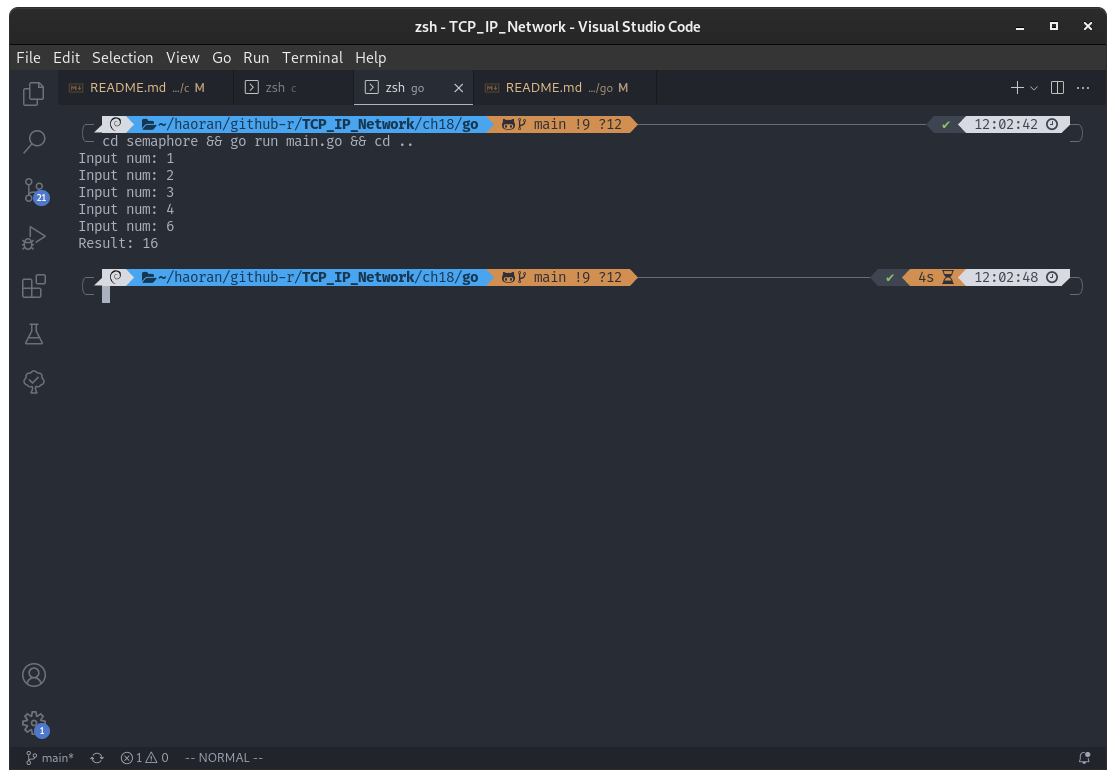 zsh - TCP_IP_Network - Visual Studio Code
File Edit Selection View Go Run Terminal Help
README.md .../c M
zsh c
zsh go
README.md .../go M
~/haoran/github-r/TCP_IP_Network/ch18/go main !9 ?12 ✔ 12:02:42
cd semaphore && go run main.go && cd ..
Input num: 1
Input num: 2
Input num: 3
Input num: 4
Input num: 6
Result: 16
~/haoran/github-r/TCP_IP_Network/ch18/go main !9 ?12 ✔ 4s 12:02:48
21
1
main* 1 0 -- NORMAL --